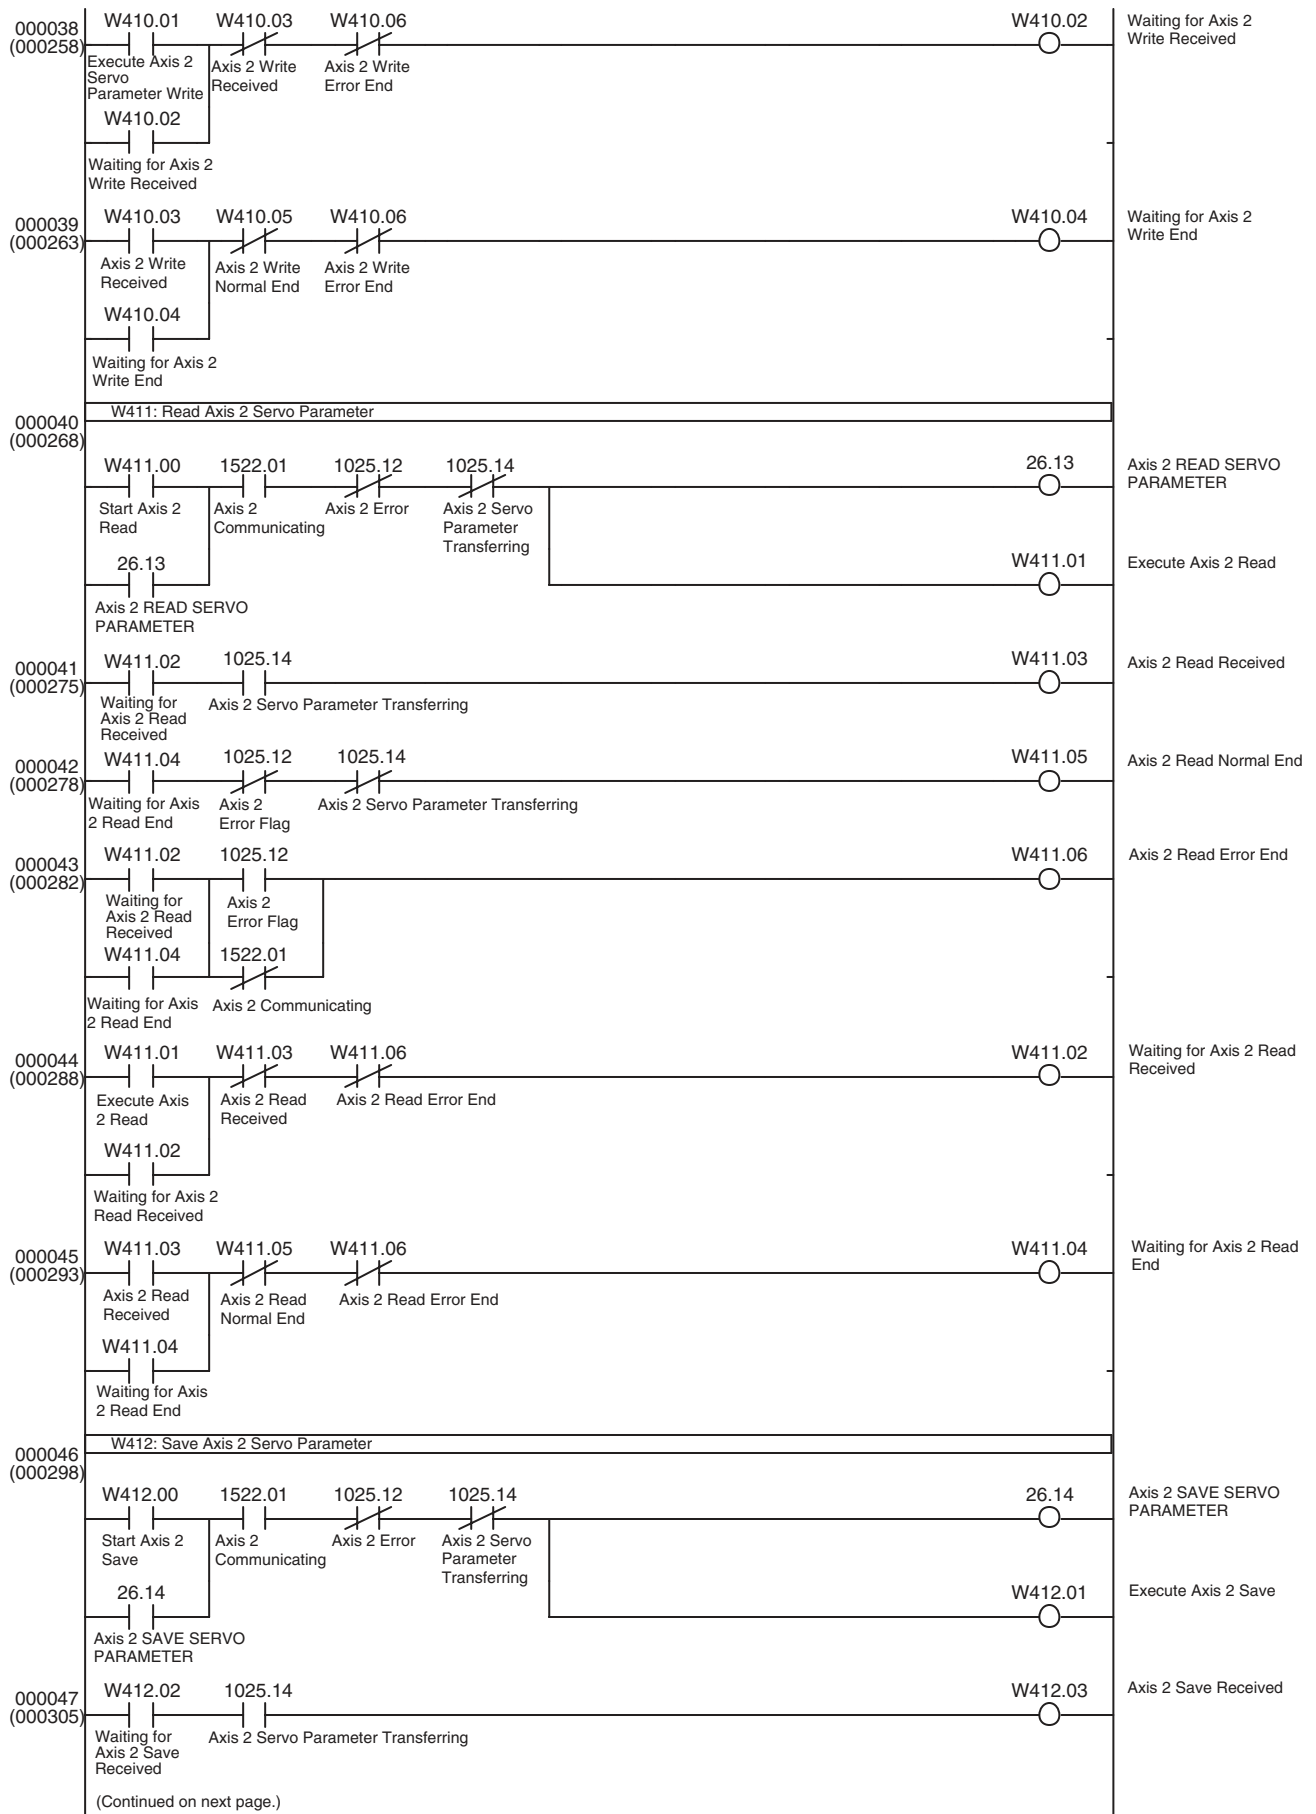 000038
(000258)
W410.01 W410.03 W410.06 W410.02
Waiting for Axis 2
Write Received
Execute Axis 2
Servo
Parameter Write
Axis 2 Write
Received
Axis 2 Write
Error End
W410.02
Waiting for Axis 2
Write Received
000039
(000263)
W410.03 W410.05 W410.06 W410.04
Waiting for Axis 2
Write End
Axis 2 Write
Received
Axis 2 Write
Normal End
Axis 2 Write
Error End
W410.04
Waiting for Axis 2
Write End
000040
(000268)
W411: Read Axis 2 Servo Parameter
W411.00 1522.01 1025.12 1025.14 26.13
Axis 2 READ SERVO
PARAMETER
Start Axis 2
Read
Axis 2
Communicating
Axis 2 Error
Axis 2 Servo
Parameter
Transferring
26.13 W411.01
Execute Axis 2 Read
Axis 2 READ SERVO
PARAMETER
000041
(000275)
W411.02 1025.14 W411.03
Axis 2 Read Received
Waiting for
Axis 2 Read
Received
Axis 2 Servo Parameter Transferring
000042
(000278)
W411.04 1025.12 1025.14 W411.05
Axis 2 Read Normal End
Waiting for Axis
2 Read End
Axis 2
Error Flag
Axis 2 Servo Parameter Transferring
000043
(000282)
W411.02 1025.12 W411.06
Axis 2 Read Error End
Waiting for
Axis 2 Read
Received
Axis 2
Error Flag
W411.04 1522.01
Waiting for Axis
2 Read End
Axis 2 Communicating
000044
(000288)
W411.01 W411.03 W411.06 W411.02
Waiting for Axis 2 Read
Received
Execute Axis
2 Read
Axis 2 Read
Received
Axis 2 Read Error End
W411.02
Waiting for Axis 2
Read Received
000045
(000293)
W411.03 W411.05 W411.06 W411.04
Waiting for Axis 2 Read
End
Axis 2 Read
Received
Axis 2 Read
Normal End
Axis 2 Read Error End
W411.04
Waiting for Axis
2 Read End
000046
(000298)
W412: Save Axis 2 Servo Parameter
W412.00 1522.01 1025.12 1025.14 26.14
Axis 2 SAVE SERVO
PARAMETER
Start Axis 2
Save
Axis 2
Communicating
Axis 2 Error
Axis 2 Servo
Parameter
Transferring
26.14 W412.01
Execute Axis 2 Save
Axis 2 SAVE SERVO
PARAMETER
000047
(000305)
W412.02 1025.14 W412.03
Axis 2 Save Received
Waiting for
Axis 2 Save
Received
Axis 2 Servo Parameter Transferring
(Continued on next page.)